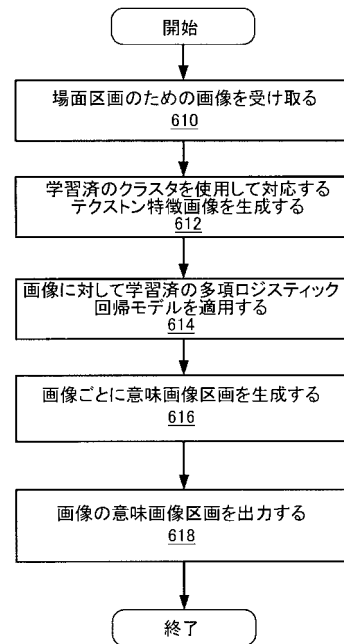 開始
場面区画のための画像を受け取る
610
学習済のクラスタを使用して対応する
テクストン特徴画像を生成する
612
画像に対して学習済の多項ロジスティック
回帰モデルを適用する
614
画像ごとに意味画像区画を生成する
616
画像の意味画像区画を出力する
618
終了